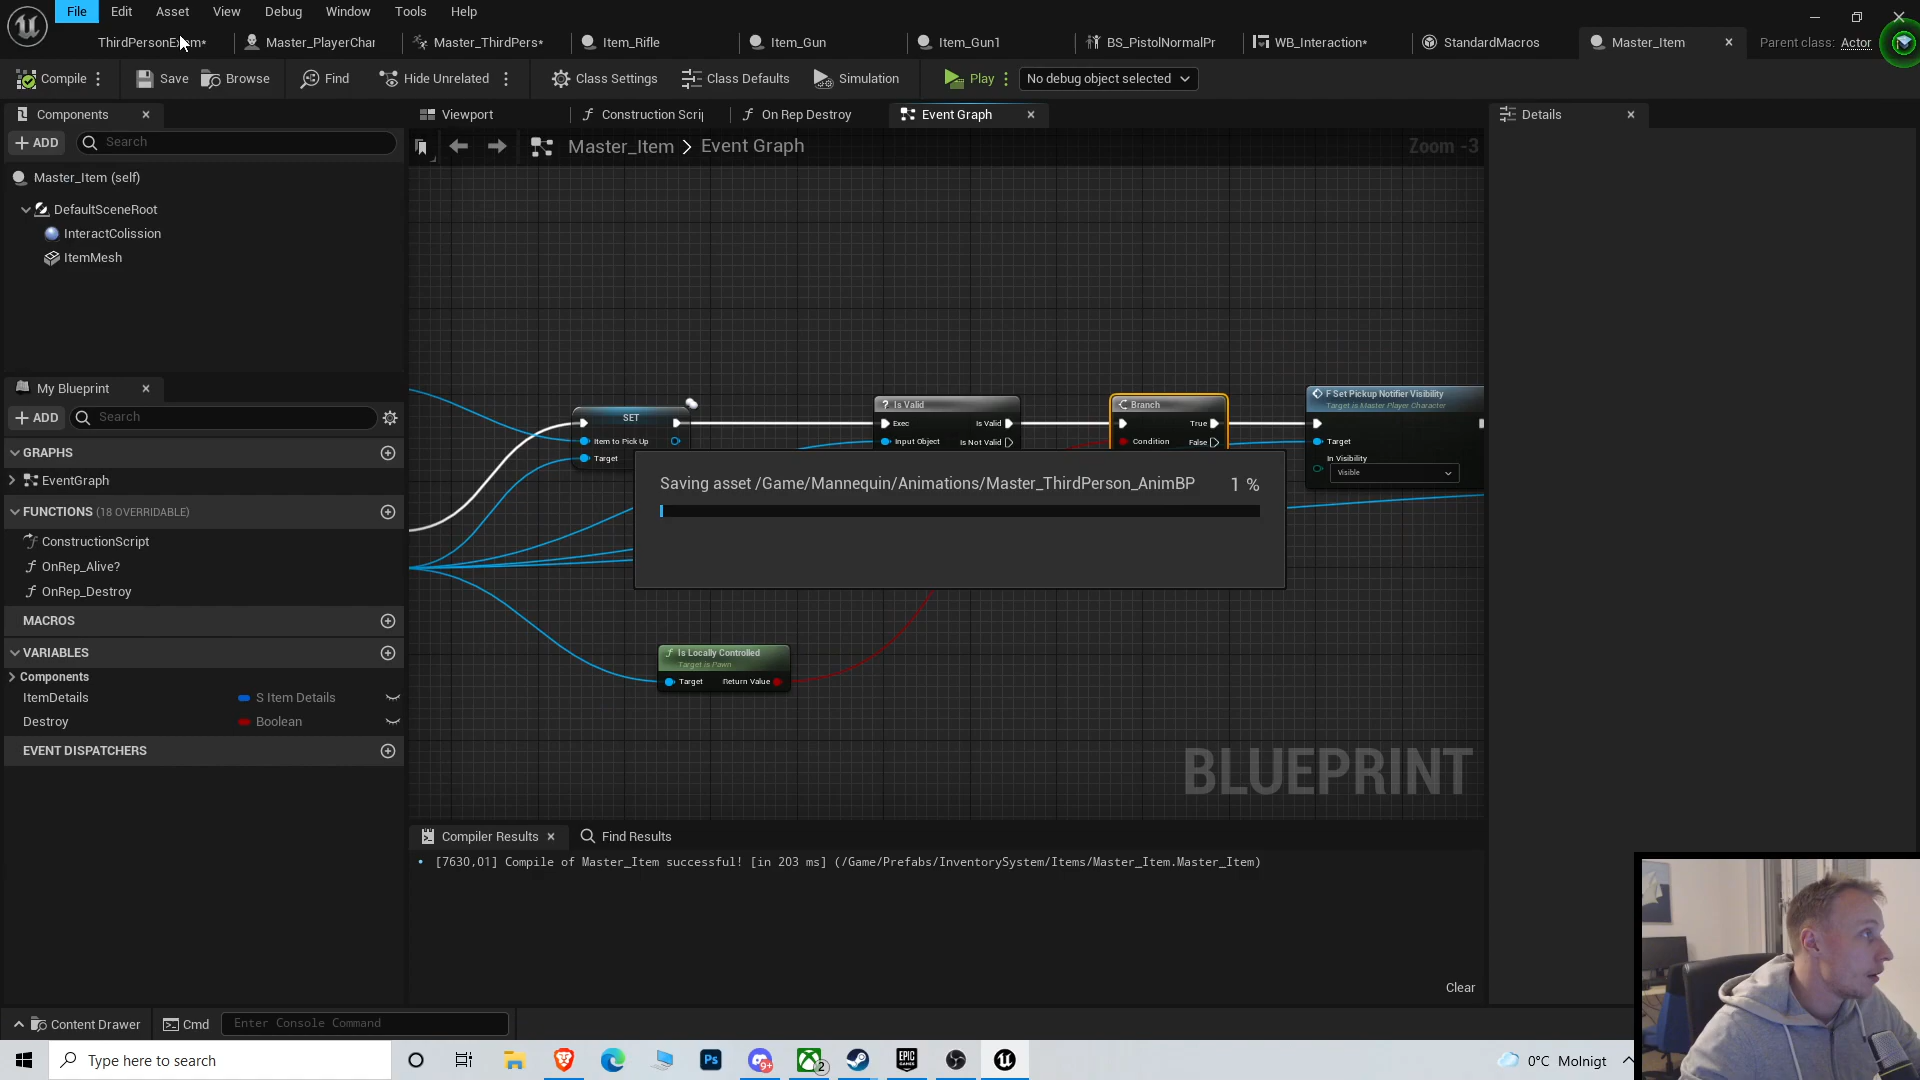 File Edit Asset View Debug Window Tools Help
ThirdPersonEx m* Master_PlayerChar Master_ThirdPers* Item_Rifle Item_Gun Item_Gun1 BS_PistolNormalPr WB_Interaction* StandardMacros Master_Item Parent class: Actor
Compile Save Browse Find Hide Unrelated Class Settings Class Defaults Simulation Play No debug object selected
Components Viewport Construction Scrip On Rep Destroy Event Graph Details
ADD Search
Master_Item > Event Graph Zoom -3
Master_Item (self)
DefaultSceneRoot
InteractColission
ItemMesh
My Blueprint
ADD Search
GRAPHS
EventGraph
FUNCTIONS (18 OVERRIDABLE)
ConstructionScript
OnRep_Alive?
OnRep_Destroy
MACROS
VARIABLES
Components
ItemDetails S Item Details
Destroy Boolean
EVENT DISPATCHERS
SET
Item to Pick Up
Target
Is Valid
Exec Is Valid
Input Object Is Not Valid
Branch
True
Condition False
F Set Pickup Notifier Visibility
Target is Master Player Character
Target
In Visibility
Visible
Saving asset /Game/Mannequin/Animations/Master_ThirdPerson_AnimBP 1 %
Is Locally Controlled
Target is Pawn
Target Return Value
BLUEPRINT
Compiler Results Find Results
[7630,01] Compile of Master_Item successful! [in 203 ms] (/Game/Prefabs/InventorySystem/Items/Master_Item.Master_Item)
Clear
Content Drawer Cmd Enter Console Command
Type here to search Ps 9+ 2 EPIC GAMES 0°C Molnigt